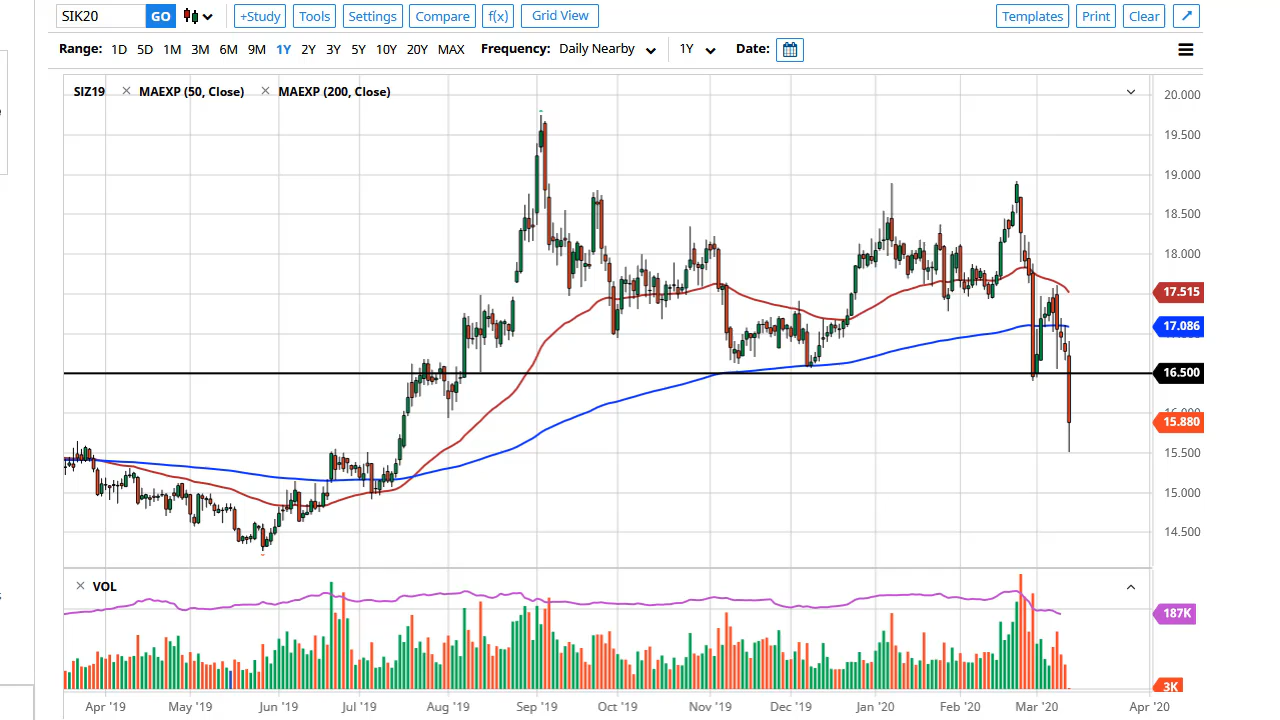 SIK20 GO +Study Tools Settings Compare f(x) Grid View Templates Print Clear
Range: 1D 5D 1M 3M 6M 9M 1Y 2Y 3Y 5Y 10Y 20Y MAX Frequency: Daily Nearby 1Y Date:
SIZ19 × MAEXP (50, Close) × MAEXP (200, Close)
20.000
19.500
19.000
18.500
18.000
17.515
17.086
16.500
16.000
15.880
15.500
15.000
14.500
× VOL
187K
3K
Apr '19 May '19 Jun '19 Jul '19 Aug '19 Sep '19 Oct '19 Nov '19 Dec '19 Jan '20 Feb '20 Mar '20 Apr '20